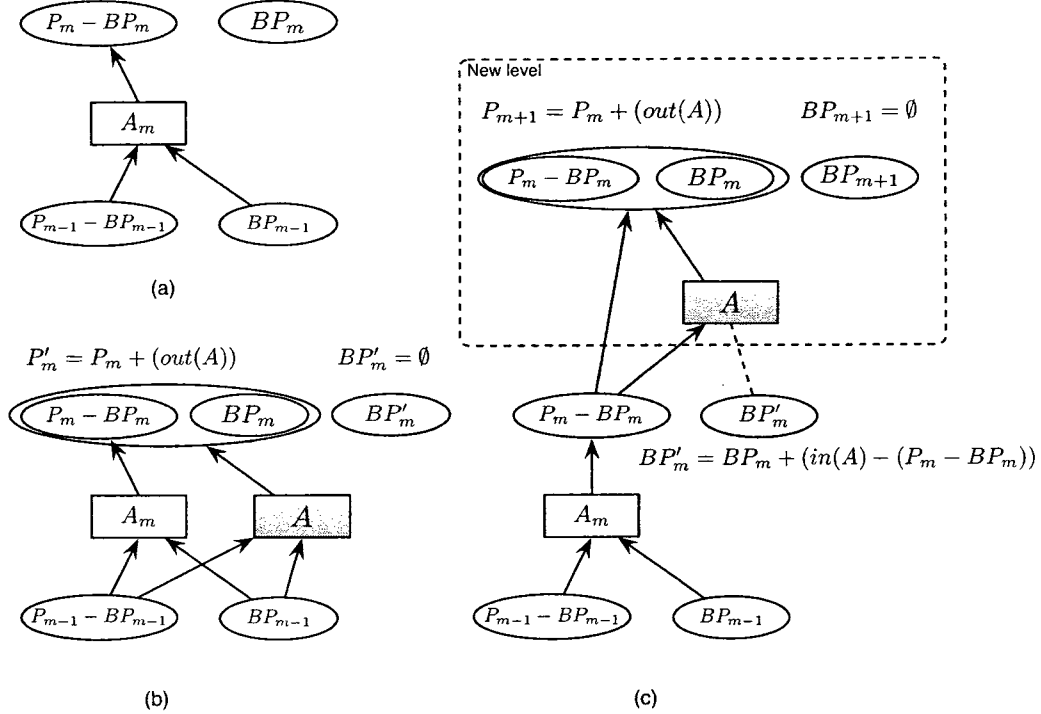 P_m − BP_m
BP_m
A_m
P_{m−1} − BP_{m−1}
BP_{m−1}
(a)
P'_m = P_m + (out(A))
BP'_m = ∅
P_m − BP_m
BP_m
BP'_m
A_m
A
P_{m−1} − BP_{m−1}
BP_{m−1}
(b)
New level
P_{m+1} = P_m + (out(A))
BP_{m+1} = ∅
P_m − BP_m
BP_m
BP_{m+1}
A
P_m − BP_m
BP'_m
BP'_m = BP_m + (in(A) − (P_m − BP_m))
A_m
P_{m−1} − BP_{m−1}
BP_{m−1}
(c)